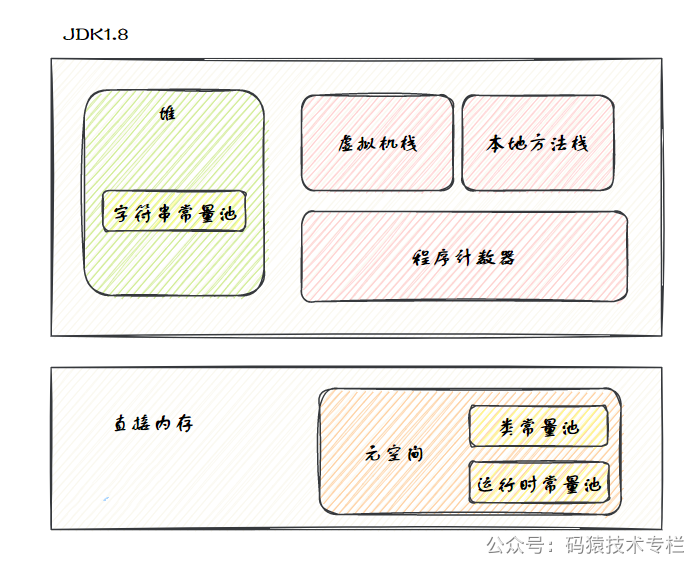 JDK1.8
堆
字符串常量池
虚拟机栈
本地方法栈
程序计数器
直接内存
元空间
类常量池
运行时常量池
公众号：码猿技术专栏